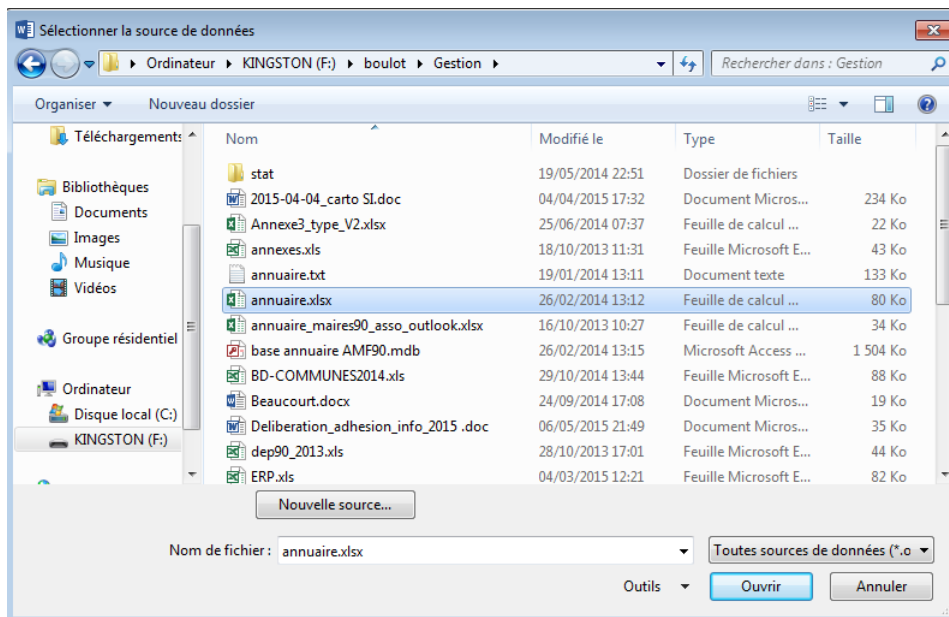 Sélectionner la source de données
Ordinateur KINGSTON (F:) boulot Gestion Rechercher dans : Gestion
Organiser Nouveau dossier
Téléchargements Nom Modifié le Type Taille
stat 19/05/2014 22:51 Dossier de fichiers
Bibliothèques 2015-04-04_carto SI.doc 04/04/2015 17:32 Document Micros... 234 Ko
Documents Annexe3_type_V2.xlsx 25/06/2014 07:37 Feuille de calcul ... 22 Ko
Images annexes.xls 18/10/2013 11:31 Feuille Microsoft E... 43 Ko
Musique annuaire.txt 19/01/2014 13:11 Document texte 133 Ko
Vidéos annuaire.xlsx 26/02/2014 13:12 Feuille de calcul ... 80 Ko
Groupe résidentiel annuaire_maires90_asso_outlook.xlsx 16/10/2013 10:27 Feuille de calcul ... 34 Ko
base annuaire AMF90.mdb 26/02/2014 13:15 Microsoft Access ... 1 504 Ko
Ordinateur BD-COMMUNES2014.xls 29/10/2014 13:44 Feuille Microsoft E... 88 Ko
Disque local (C:) Beaucourt.docx 24/09/2014 17:08 Document Micros... 19 Ko
KINGSTON (F:) Deliberation_adhesion_info_2015 .doc 06/05/2015 21:49 Document Micros... 35 Ko
dep90_2013.xls 28/10/2013 17:01 Feuille Microsoft E... 44 Ko
ERP.xls 04/03/2015 12:21 Feuille Microsoft E... 82 Ko
Nouvelle source...
Nom de fichier : annuaire.xlsx Toutes sources de données (*.o
Outils Ouvrir Annuler